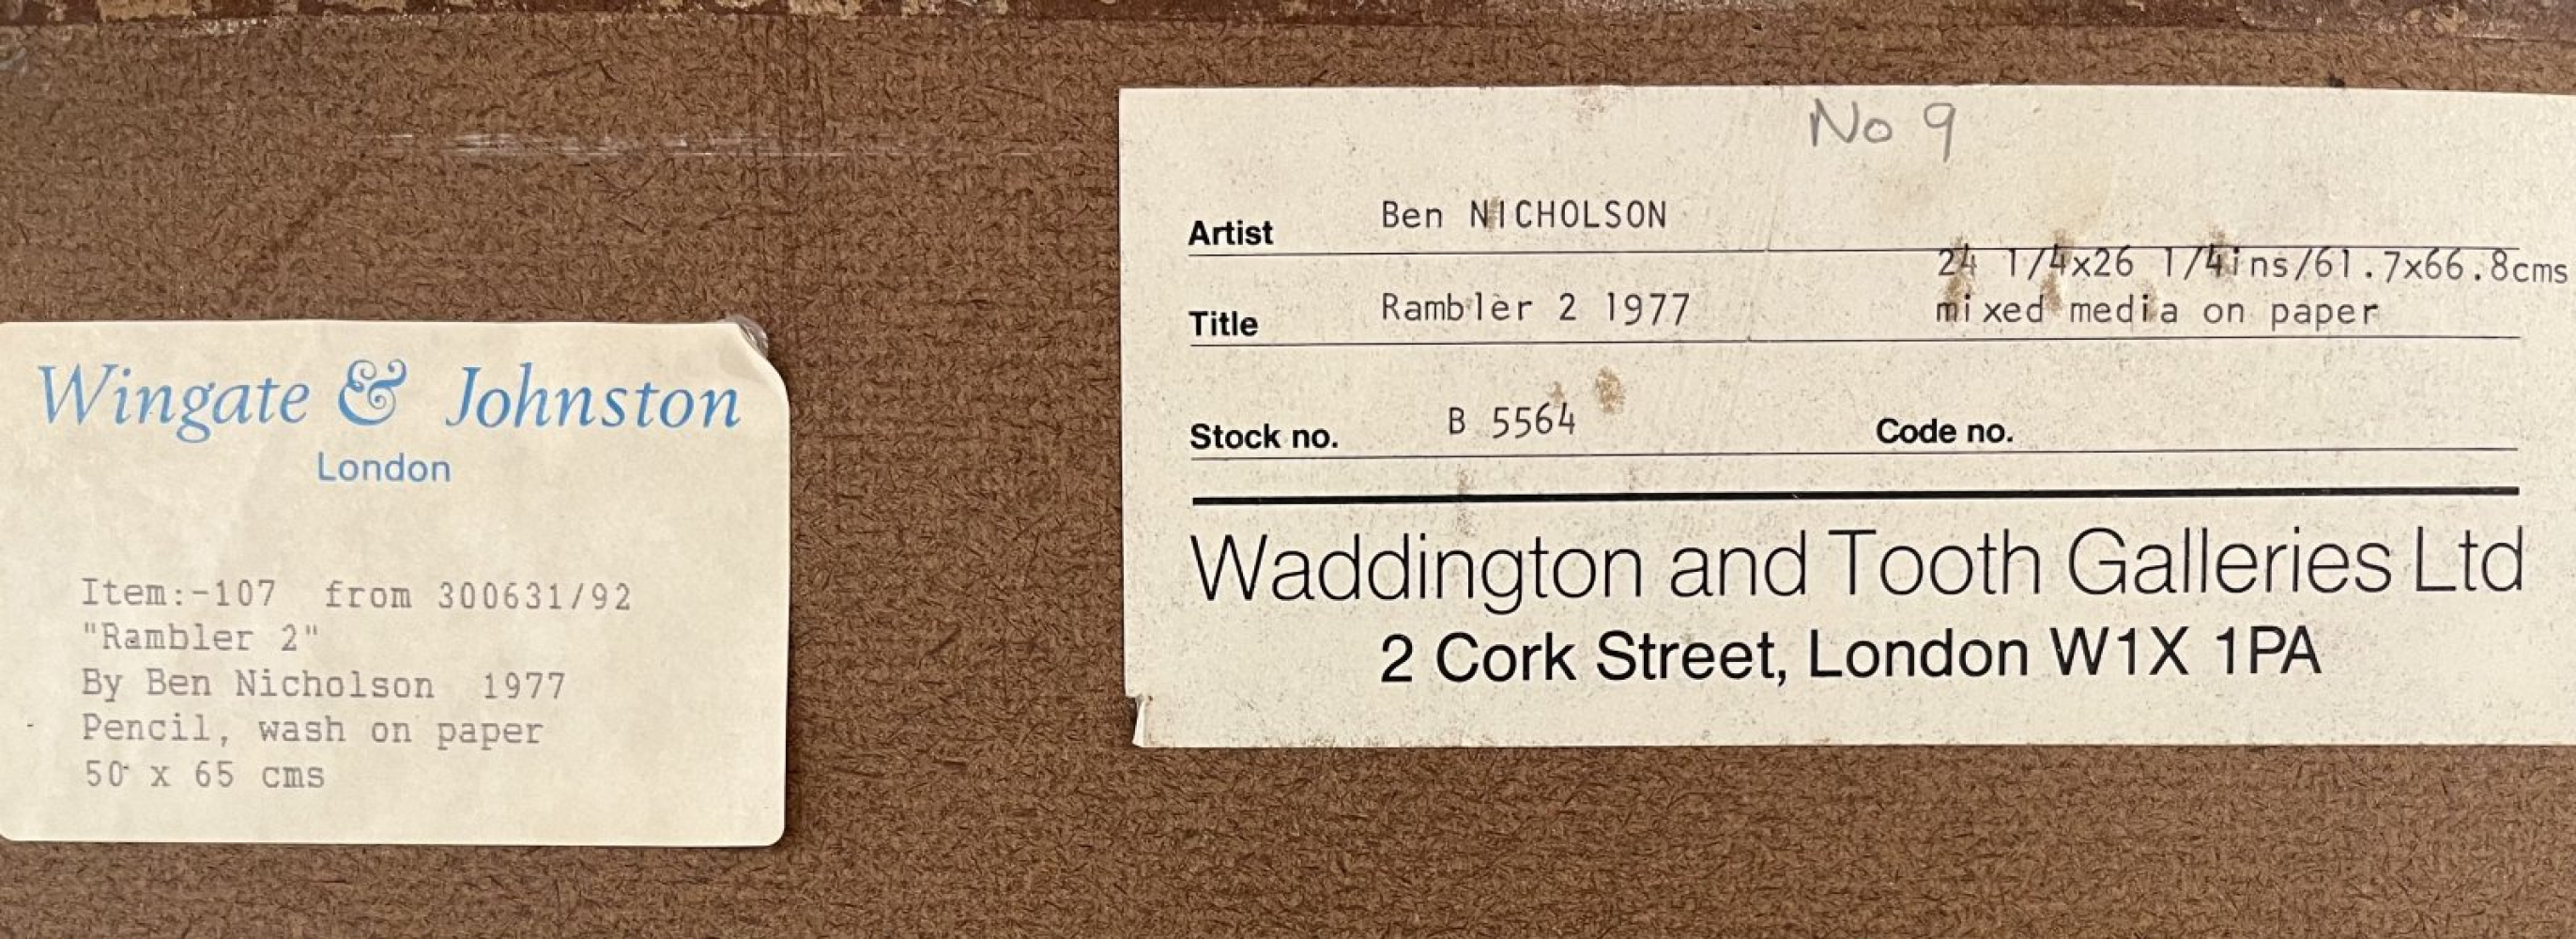 Wingate & Johnston
London
Item:-107 from 300631/92
"Rambler 2"
By Ben Nicholson 1977
Pencil, wash on paper
50 x 65 cms
No 9
Artist Ben NICHOLSON
24 1/4x26 1/4ins/61.7x66.8cms
Title Rambler 2 1977 mixed media on paper
Stock no. B 5564 Code no.
Waddington and Tooth Galleries Ltd
2 Cork Street, London W1X 1PA